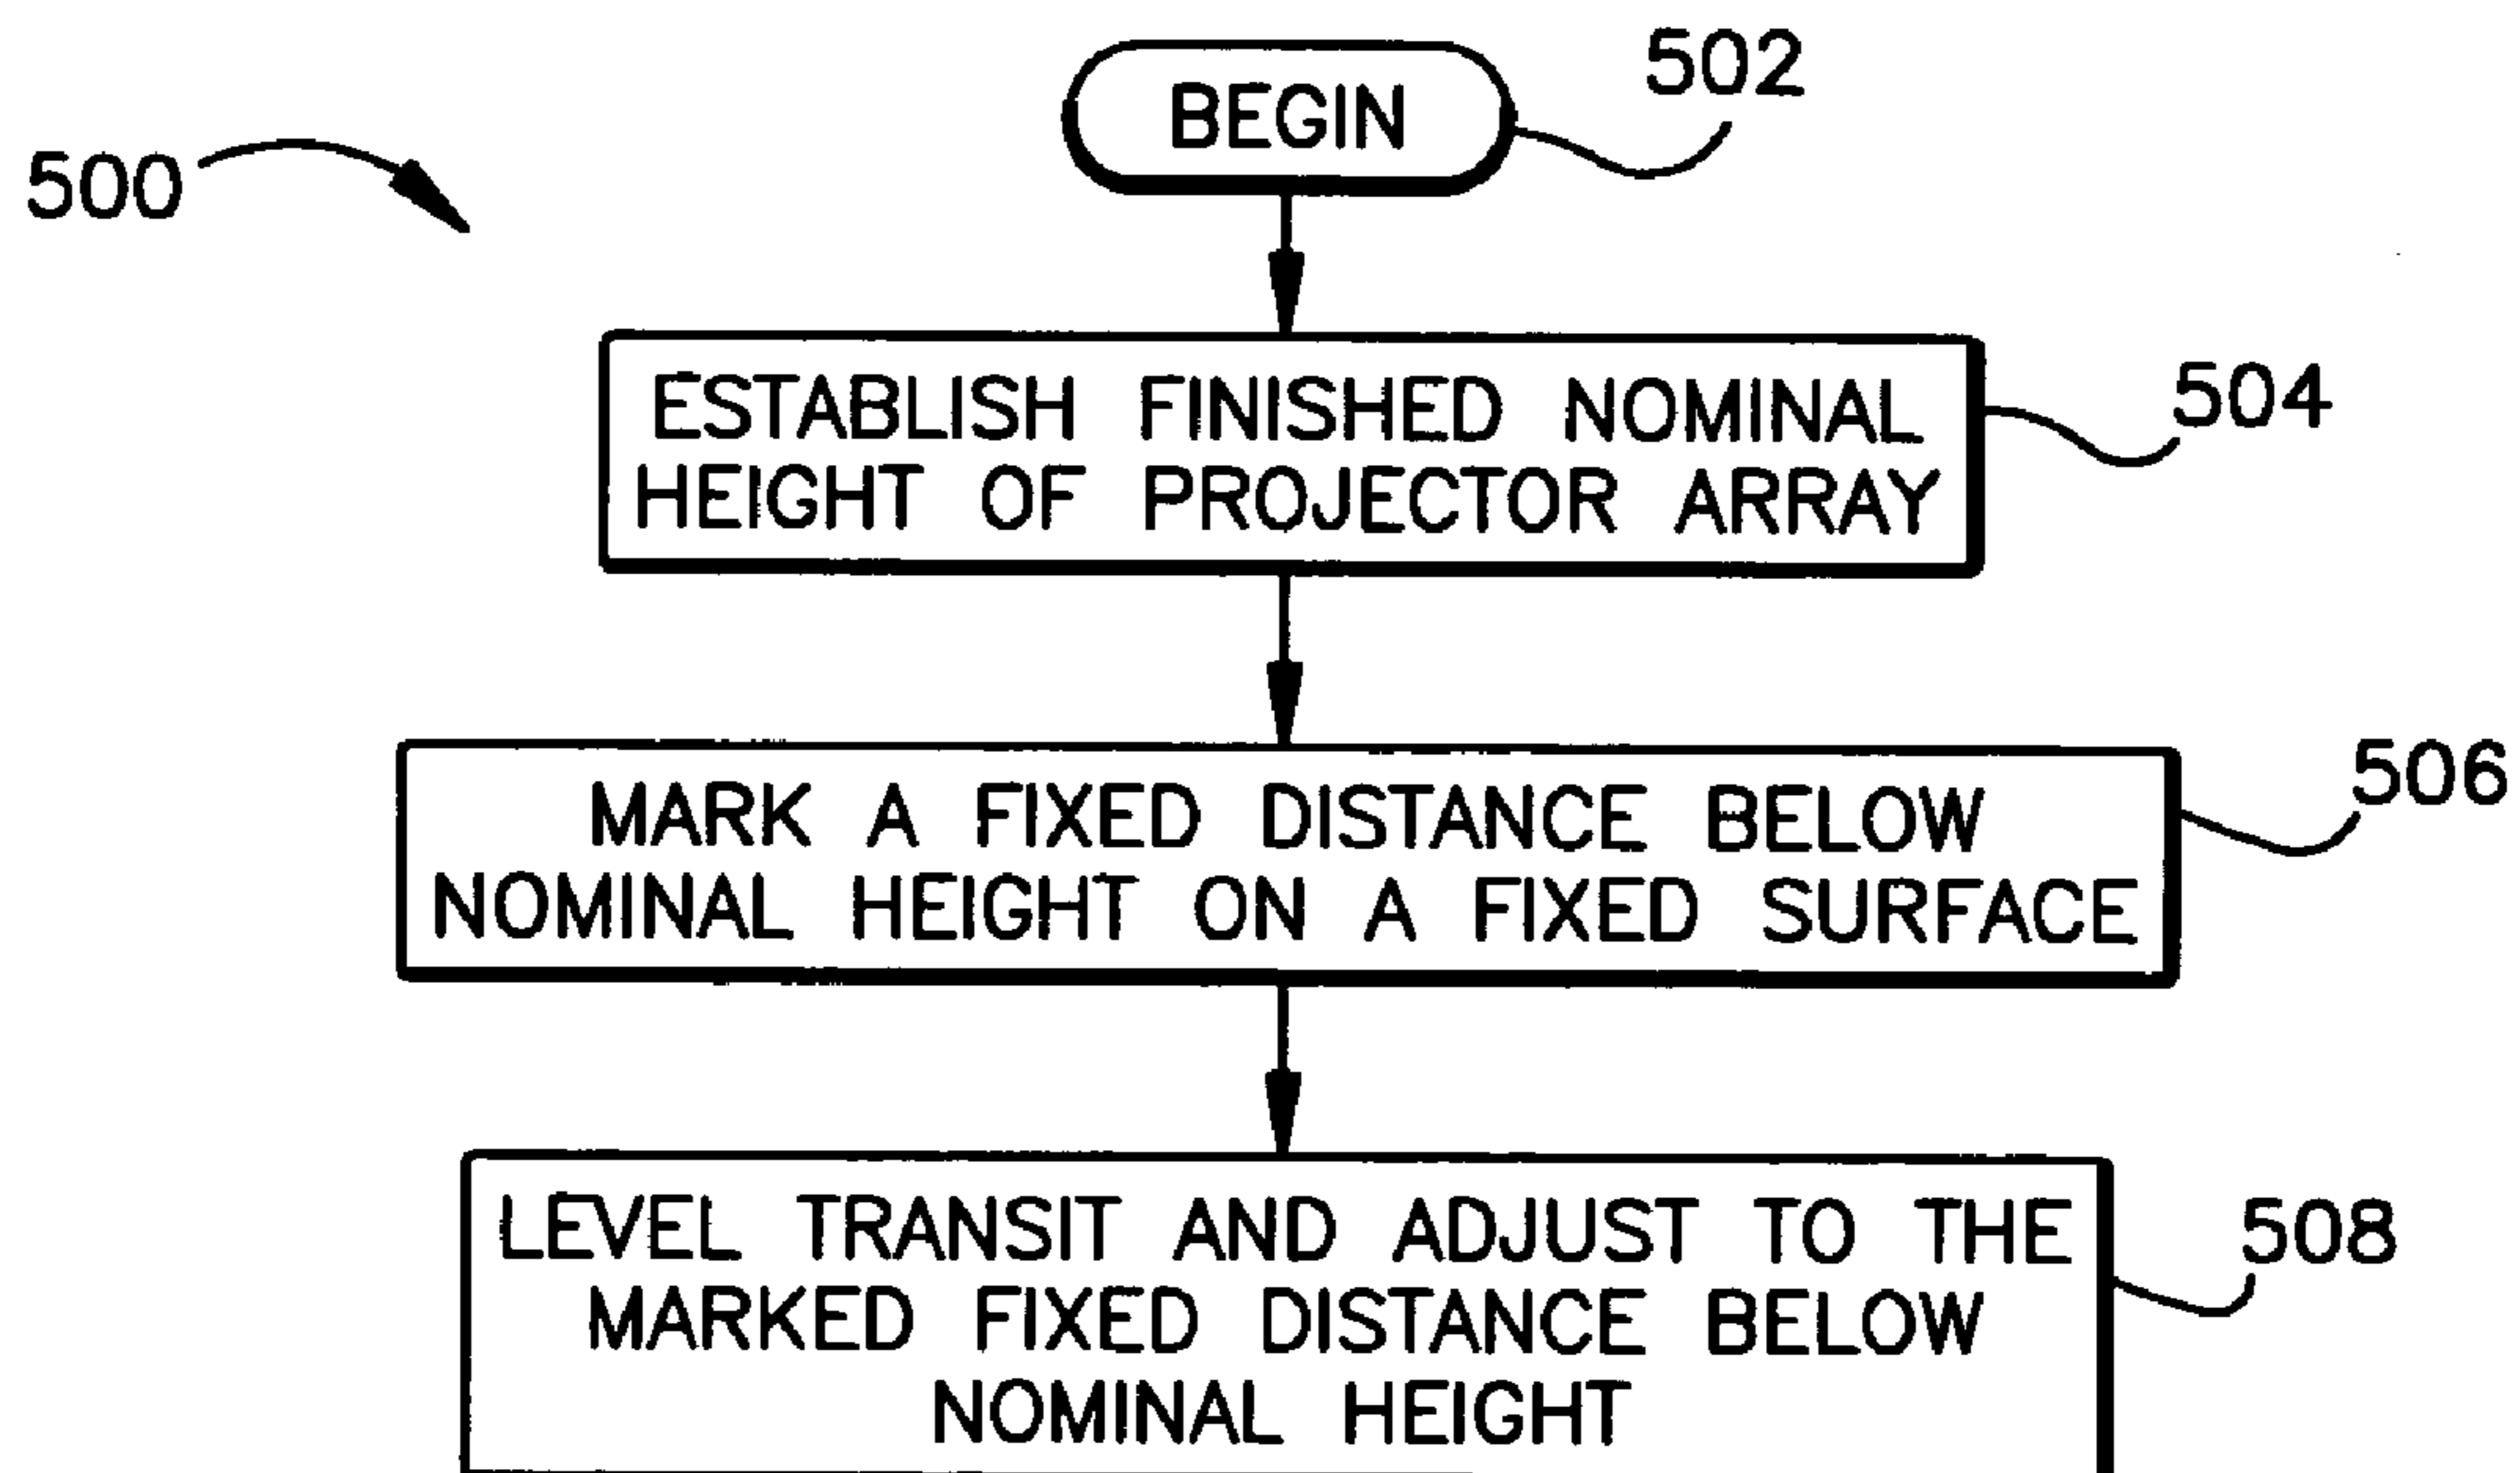 502
BEGIN
500
504
ESTABLISH FINISHED NOMINAL
HEIGHT OF PROJECTOR ARRAY
506
MARK A FIXED DISTANCE BELOW
NOMINAL HEIGHT ON A FIXED SURFACE
508
LEVEL TRANSIT AND ADJUST TO THE
MARKED FIXED DISTANCE BELOW
NOMINAL HEIGHT